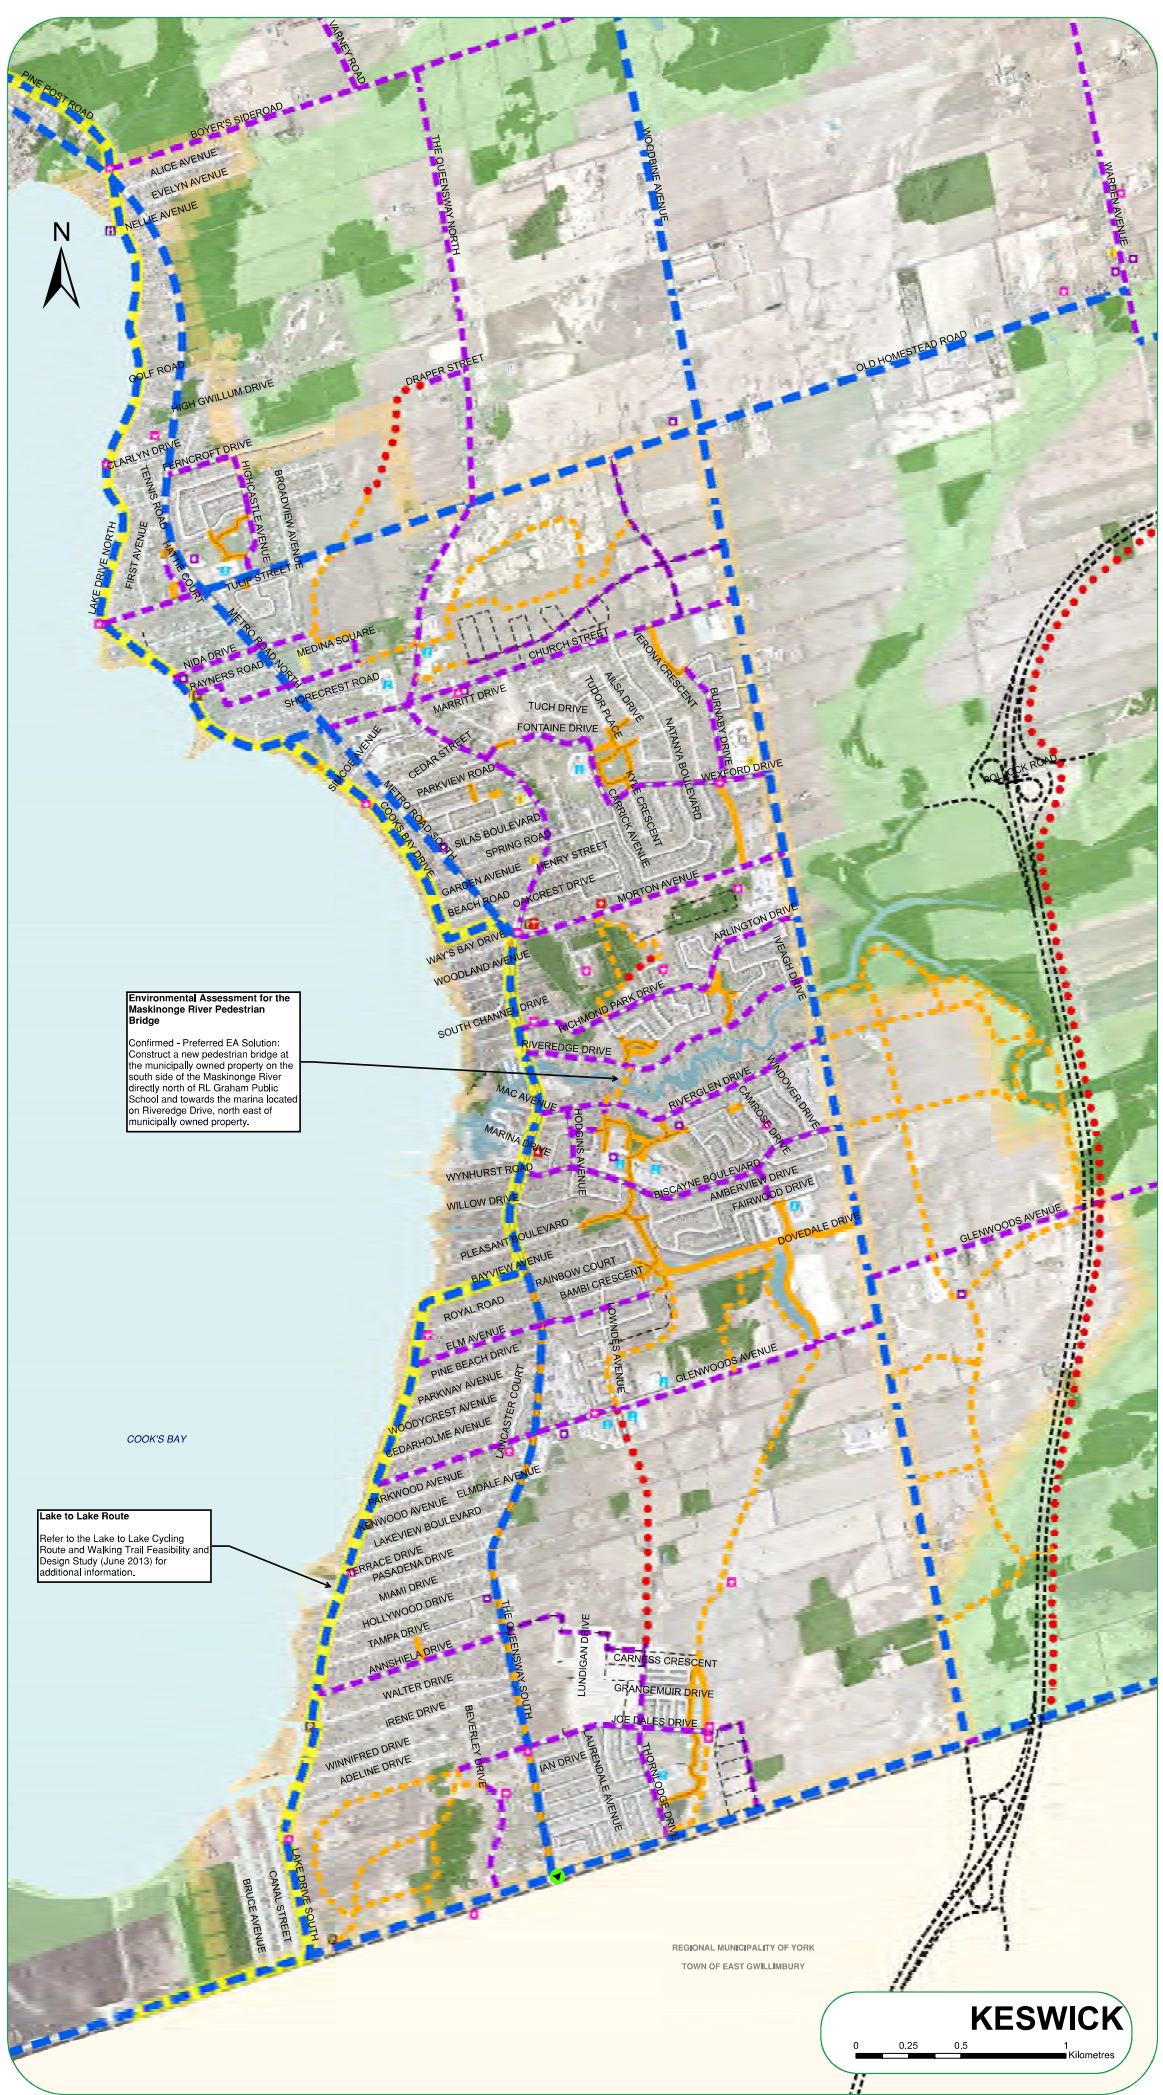 PINE POST ROAD
VARNEY ROAD
BOYER'S SIDEROAD
ALICE AVENUE
EVELYN AVENUE
NELLIE AVENUE
THE QUEENSWAY NORTH
WOODBINE AVENUE
WARDEN AVENUE
N
GOLF ROAD
HIGH GWILLUM DRIVE
DRAPER STREET
OLD HOMESTEAD ROAD
CLARLYN DRIVE
FERNCROFT DRIVE
TENNIS ROAD
HIGHCASTLE AVENUE
BROADVIEW AVENUE
FIRST AVENUE
HATTIE COURT
LAKE DRIVE NORTH
TULIP STREET
METRO ROAD NORTH
NIDA DRIVE
MEDINA SQUARE
RAYNERS ROAD
SHORECREST ROAD
CHURCH STREET
VERONA CRESCENT
MARRITT DRIVE
AILSA DRIVE
TUDOR PLACE
TUCH DRIVE
FONTAINE DRIVE
BURNABY DRIVE
NATANYA BOULEVARD
SIMCOE AVENUE
CEDAR STREET
PARKVIEW ROAD
WEXFORD DRIVE
POLLOCK ROAD
KYLE CRESCENT
CARRICK AVENUE
METRO ROAD SOUTH
COOKS BAY DRIVE
SILAS BOULEVARD
SPRING ROAD
HENRY STREET
GARDEN AVENUE
OAKCREST DRIVE
MORTON AVENUE
BEACH ROAD
WAY'S BAY DRIVE
ARLINGTON DRIVE
WOODLAND AVENUE
IVEAGH DRIVE
SOUTH CHANNEL DRIVE
RICHMOND PARK DRIVE
RIVEREDGE DRIVE
Environmental Assessment for the
Maskinonge River Pedestrian
Bridge
Confirmed - Preferred EA Solution:
Construct a new pedestrian bridge at
the municipally owned property on the
south side of the Maskinonge River
directly north of RL Graham Public
School and towards the marina located
on Riveredge Drive, north east of
municipally owned property.
MAC AVENUE
RIVERGLEN DRIVE
WINDOVER DRIVE
CAMROSE DRIVE
HODGINS AVENUE
MARINA DRIVE
WYNHURST ROAD
BISCAYNE BOULEVARD
AMBERVIEW DRIVE
FAIRWOOD DRIVE
WILLOW DRIVE
DOVEDALE DRIVE
GLENWOODS AVENUE
PLEASANT BOULEVARD
BAYVIEW AVENUE
RAINBOW COURT
BAMBI CRESCENT
ROYAL ROAD
LOWNDES AVENUE
ELM AVENUE
PINE BEACH DRIVE
GLENWOODS AVENUE
PARKWAY AVENUE
LANCASTER COURT
WOODYCREST AVENUE
CEDARHOLME AVENUE
COOK'S BAY
PARKWOOD AVENUE
ELMDALE AVENUE
KENWOOD AVENUE
LAKEVIEW BOULEVARD
Lake to Lake Route
Refer to the Lake to Lake Cycling
Route and Walking Trail Feasibility and
Design Study (June 2013) for
additional information.
TERRACE DRIVE
PASADENA DRIVE
MIAMI DRIVE
HOLLYWOOD DRIVE
TAMPA DRIVE
THE QUEENSWAY SOUTH
LUNDIGAN DRIVE
ANNSHIELA DRIVE
CARNESS CRESCENT
WALTER DRIVE
GRANGEMUIR DRIVE
IRENE DRIVE
BEVERLEY DRIVE
JOE DALES DRIVE
WINNIFRED DRIVE
ADELINE DRIVE
IAN DRIVE
LAURENDALE AVENUE
THORNLODGE DRIVE
LAKE DRIVE SOUTH
CANAL STREET
BRUCE AVENUE
REGIONAL MUNICIPALITY OF YORK
TOWN OF EAST GWILLIMBURY
KESWICK
0 0.25 0.5 1
Kilometres